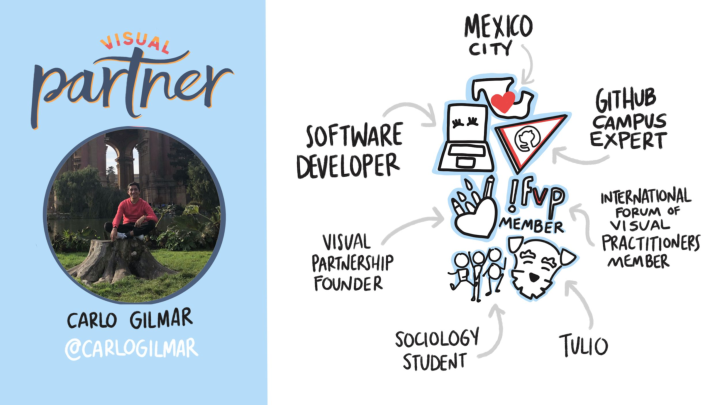 VISUAL
partner
CARLO GILMAR
@CARLOGILMAR
MEXICO
CITY
SOFTWARE
DEVELOPER
GITHUB
CAMPUS
EXPERT
!fvp
MEMBER
VISUAL
PARTNERSHIP
FOUNDER
INTERNATIONAL
FORUM OF
VISUAL
PRACTITIONERS
MEMBER
SOCIOLOGY
STUDENT
TULIO